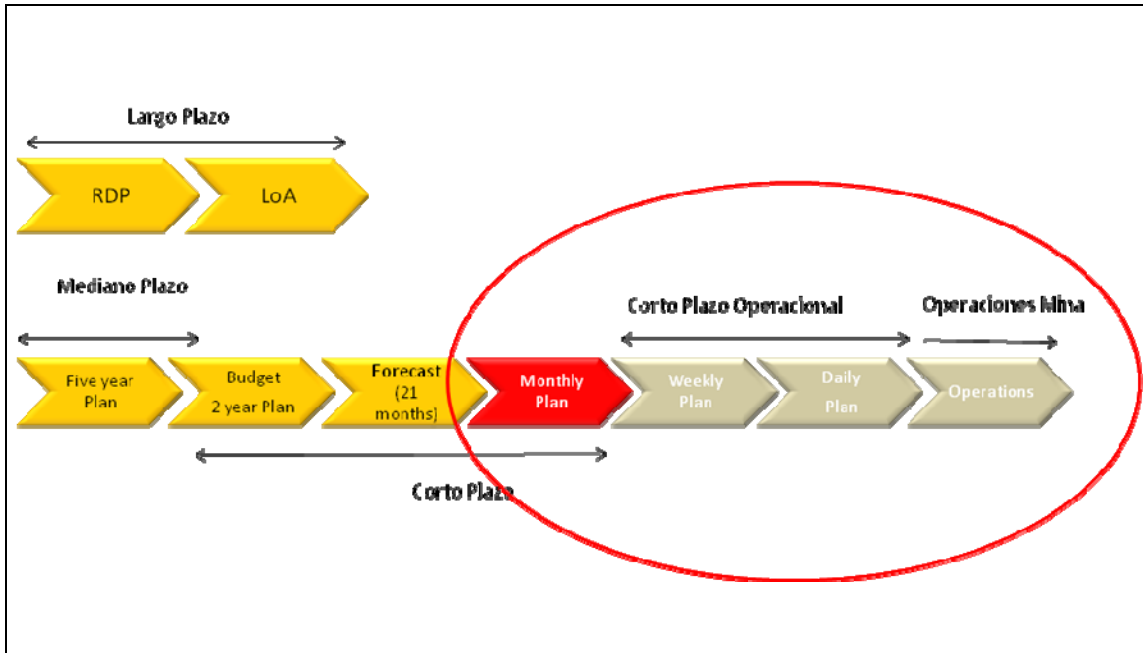 Largo Plazo
RDP
LoA
Mediano Plazo
Corto Plazo Operacional
Operaciones Mina
Five year
Plan
Budget
2 year Plan
Forecast
(21
months)
Monthly
Plan
Weekly
Plan
Daily
Plan
Operations
Corto Plazo